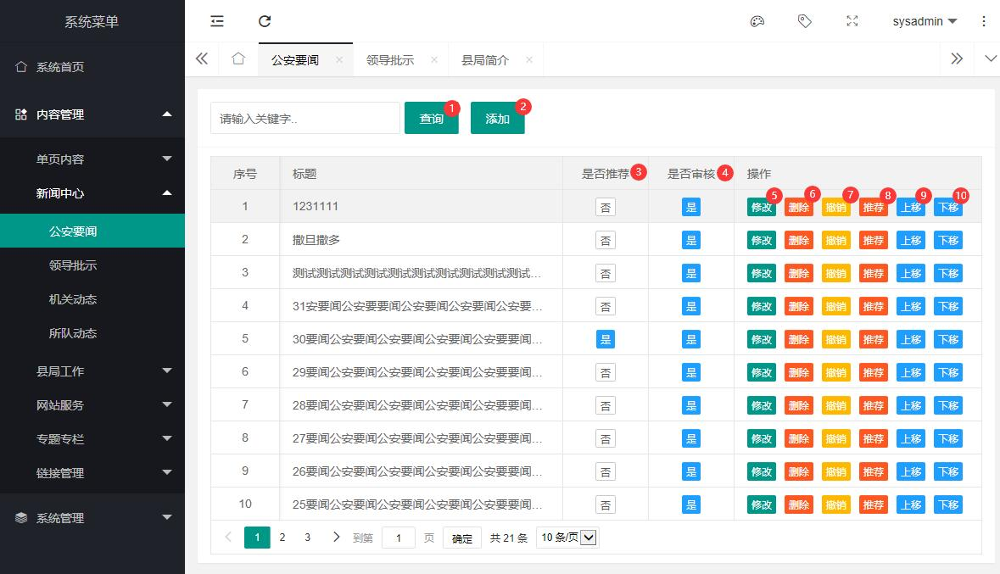 系统菜单
sysadmin
系统首页
内容管理
单页内容
新闻中心
公安要闻
领导批示
机关动态
所队动态
县局工作
网站服务
专题专栏
链接管理
系统管理
公安要闻 领导批示 县局简介
请输入关键字.. 查询 1 添加 2
序号 标题 是否推荐 3 是否审核 4 操作
5 6 7 8 9 10
1 1231111 否 是 修改 删除 撤销 推荐 上移 下移
2 撒旦撒多 否 是 修改 删除 撤销 推荐 上移 下移
3 测试测试测试测试测试测试测试测试测试测试… 否 是 修改 删除 撤销 推荐 上移 下移
4 31安要闻公安要要闻公安要闻公安要闻公安要… 否 是 修改 删除 撤销 推荐 上移 下移
5 30要闻公安要闻公安要闻公安要闻公安要要闻… 是 是 修改 删除 撤销 推荐 上移 下移
6 29要闻公安要闻公安要闻公安要闻公安要要闻… 否 是 修改 删除 撤销 推荐 上移 下移
7 28要闻公安要闻公安要闻公安要闻公安要要闻… 否 是 修改 删除 撤销 推荐 上移 下移
8 27要闻公安要闻公安要闻公安要闻公安要要闻… 否 是 修改 删除 撤销 推荐 上移 下移
9 26要闻公安要闻公安要闻公安要闻公安要要闻… 否 是 修改 删除 撤销 推荐 上移 下移
10 25要闻公安要闻公安要闻公安要闻公安要要闻… 否 是 修改 删除 撤销 推荐 上移 下移
1 2 3 到第 1 页 确定 共 21 条 10 条/页